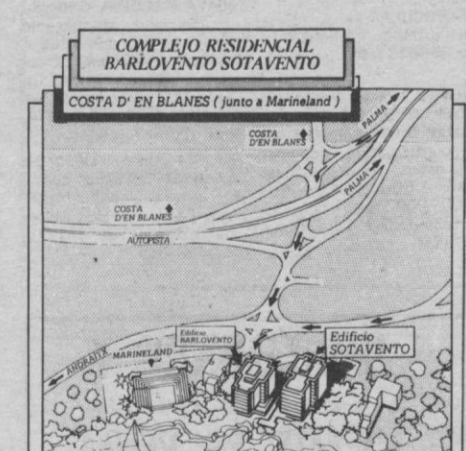 COMPLEJO RESIDENCIAL
BARLOVENTO SOTAVENTO
COSTA D' EN BLANES ( junto a Marineland )
PALMA
COSTA
D'EN BLANES
PALMA
COSTA
D'EN BLANES
AUTOPISTA
Edificio
BARLOVENTO
Edificio
SOTAVENTO
MARINELAND
ANDRAITX